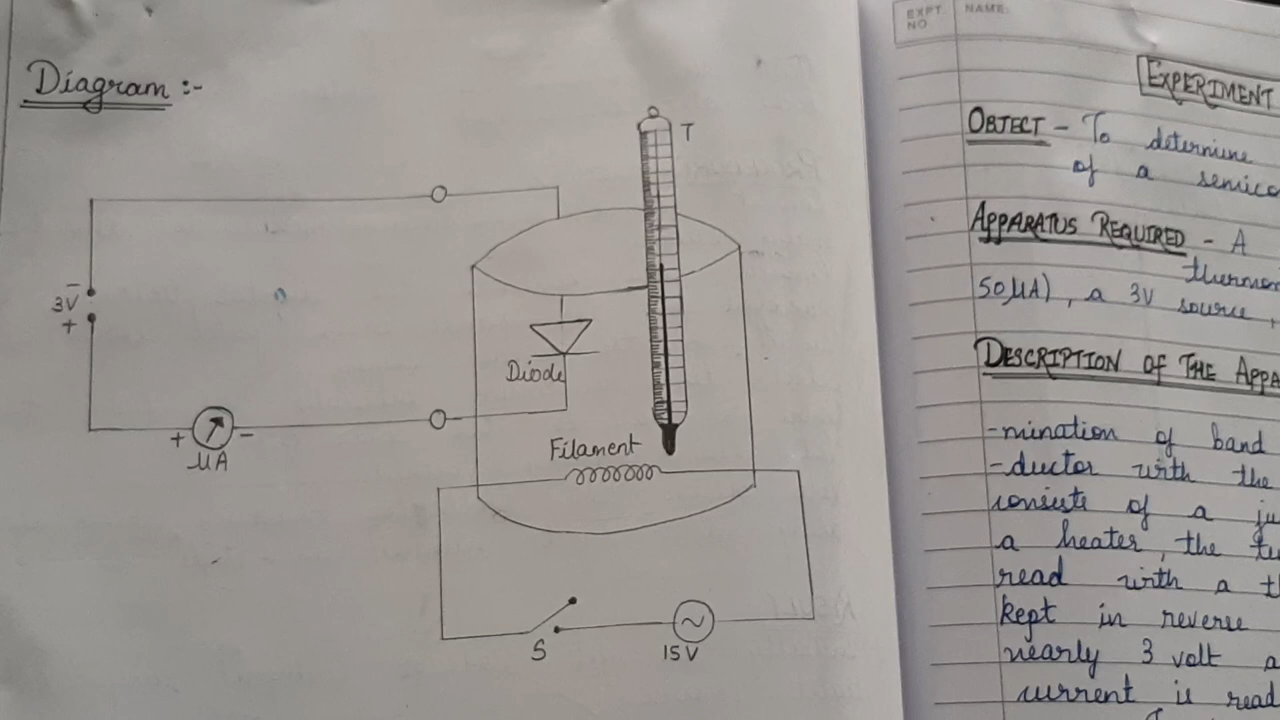 Diagram :-
T
3V
−
+
Diode
+
−
µA
Filament
S
~
15V
EXPT
NO
NAME:
EXPERIMENT
OBJECT - To determine
of a semico
APPARATUS REQUIRED - A
thermom
50µA), a 3V source,
DESCRIPTION OF THE APPA
-mination of band
-ductor with the
consists of a ju
a heater, the te
read with a th
kept in reverse
nearly 3 volt a
current is read